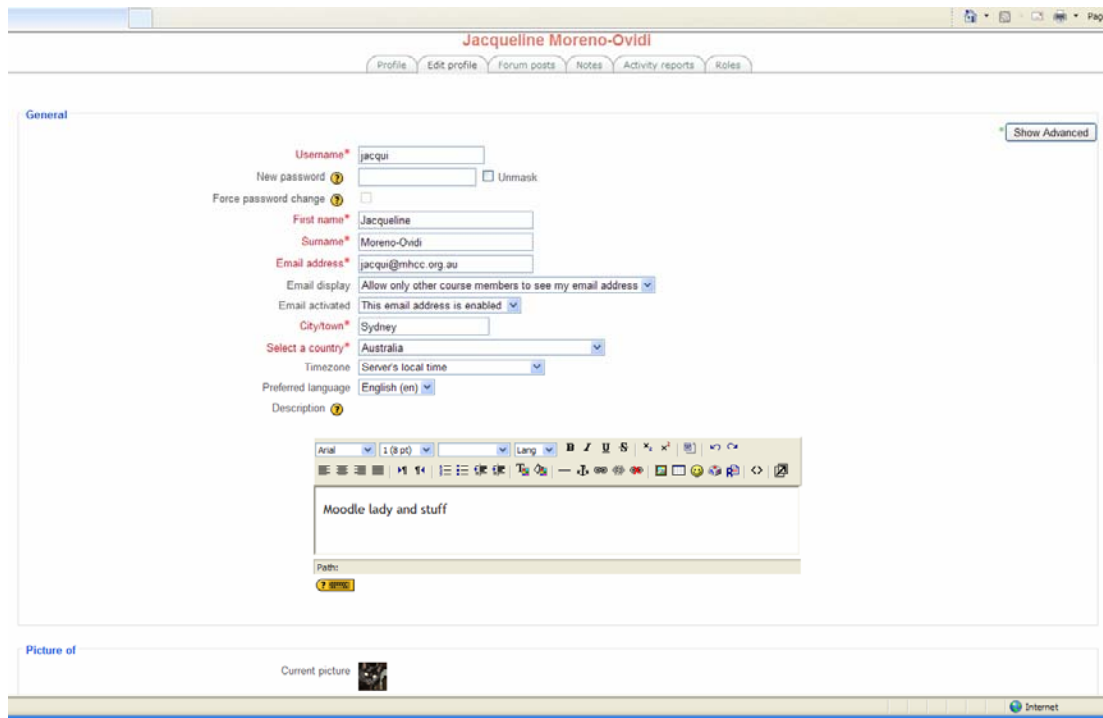 Pag
Jacqueline Moreno-Ovidi
Profile Edit profile Forum posts Notes Activity reports Roles
General
* Show Advanced
Username* jacqui
New password ? Unmask
Force password change ?
First name* Jacqueline
Surname* Moreno-Ovidi
Email address* jacqui@mhcc.org.au
Email display Allow only other course members to see my email address
Email activated This email address is enabled
City/town* Sydney
Select a country* Australia
Timezone Server's local time
Preferred language English (en)
Description ?
Arial 1 (8 pt) Lang B I U S
Moodle lady and stuff
Path:
?
Picture of
Current picture
Internet